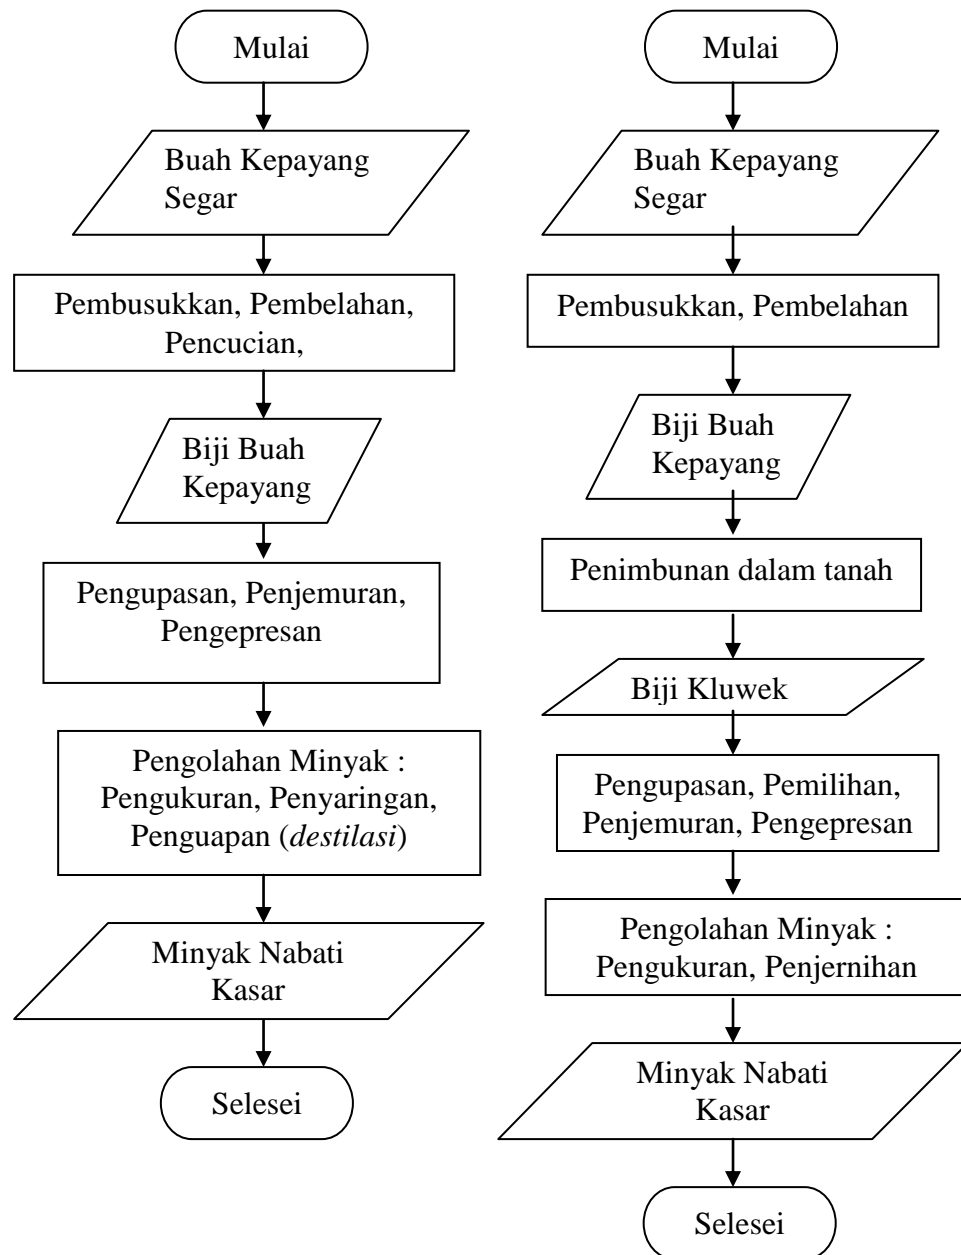 Mulai
Buah Kepayang
Segar
Pembusukkan, Pembelahan,
Pencucian,
Biji Buah
Kepayang
Pengupasan, Penjemuran,
Pengepresan
Pengolahan Minyak :
Pengukuran, Penyaringan,
Penguapan (destilasi)
Minyak Nabati
Kasar
Selesei
Mulai
Buah Kepayang
Segar
Pembusukkan, Pembelahan
Biji Buah
Kepayang
Penimbunan dalam tanah
Biji Kluwek
Pengupasan, Pemilihan,
Penjemuran, Pengepresan
Pengolahan Minyak :
Pengukuran, Penjernihan
Minyak Nabati
Kasar
Selesei